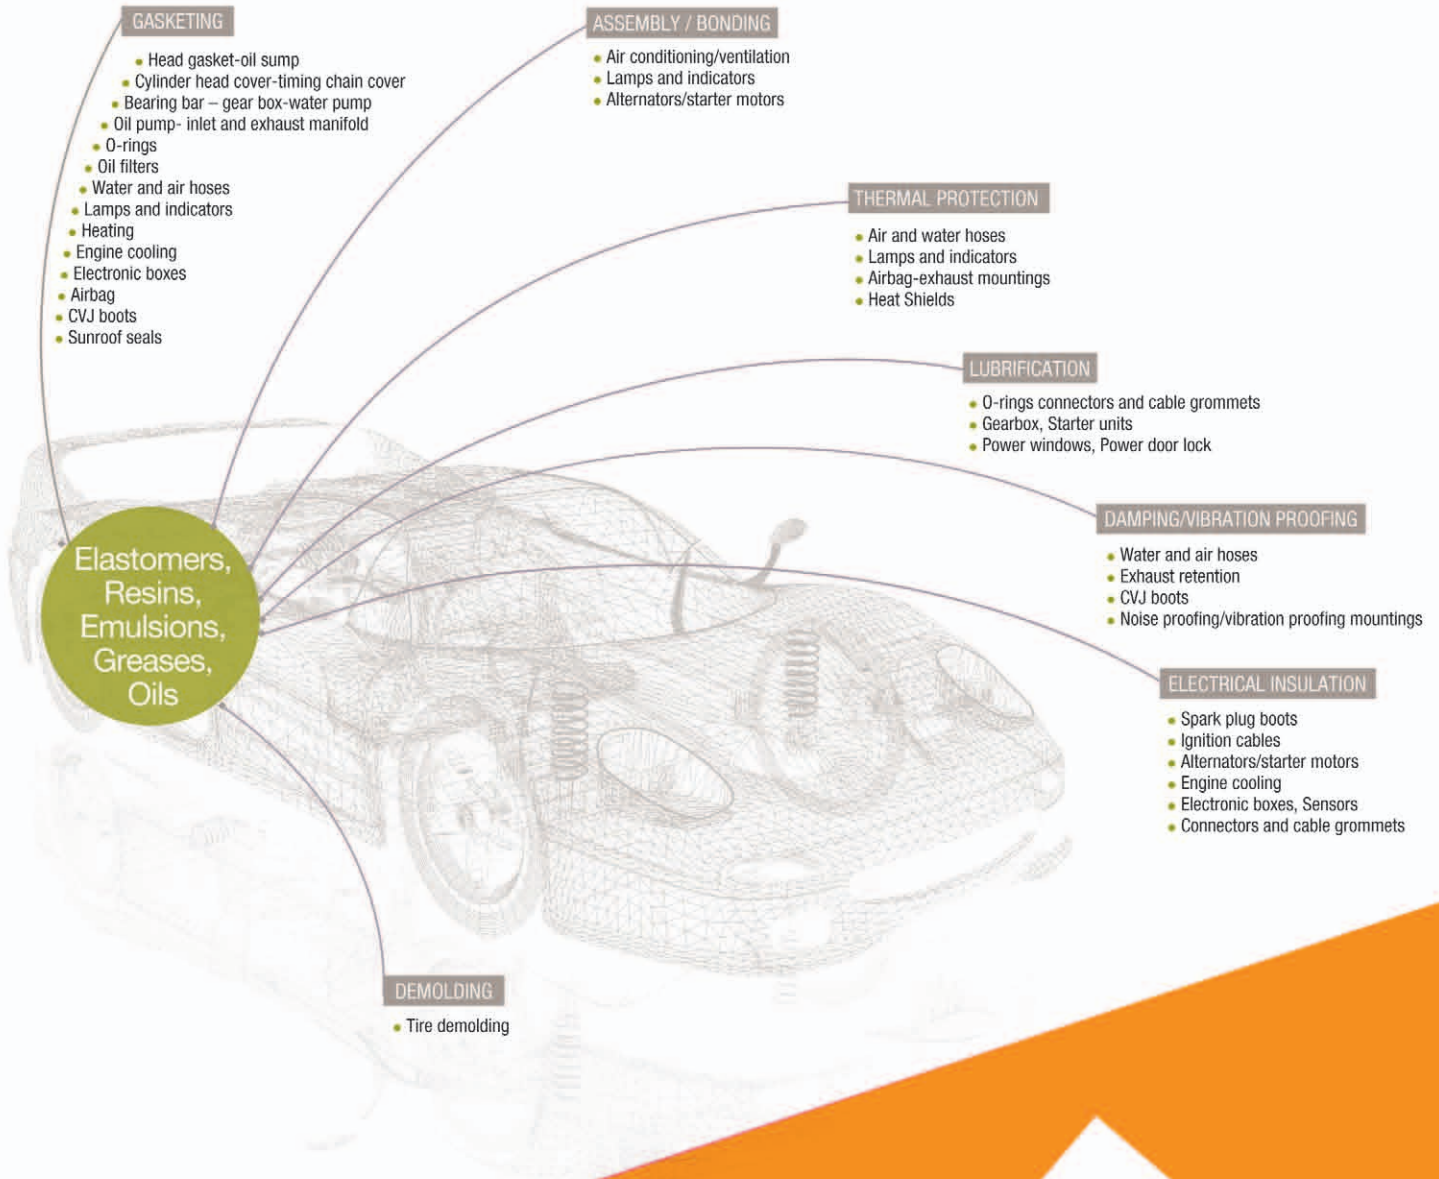 GASKETING
Head gasket-oil sump
Cylinder head cover-timing chain cover
Bearing bar – gear box-water pump
Oil pump- inlet and exhaust manifold
O-rings
Oil filters
Water and air hoses
Lamps and indicators
Heating
Engine cooling
Electronic boxes
Airbag
CVJ boots
Sunroof seals
ASSEMBLY / BONDING
Air conditioning/ventilation
Lamps and indicators
Alternators/starter motors
THERMAL PROTECTION
Air and water hoses
Lamps and indicators
Airbag-exhaust mountings
Heat Shields
LUBRIFICATION
O-rings connectors and cable grommets
Gearbox, Starter units
Power windows, Power door lock
DAMPING/VIBRATION PROOFING
Water and air hoses
Exhaust retention
CVJ boots
Noise proofing/vibration proofing mountings
ELECTRICAL INSULATION
Spark plug boots
Ignition cables
Alternators/starter motors
Engine cooling
Electronic boxes, Sensors
Connectors and cable grommets
Elastomers,
Resins,
Emulsions,
Greases,
Oils
DEMOLDING
Tire demolding